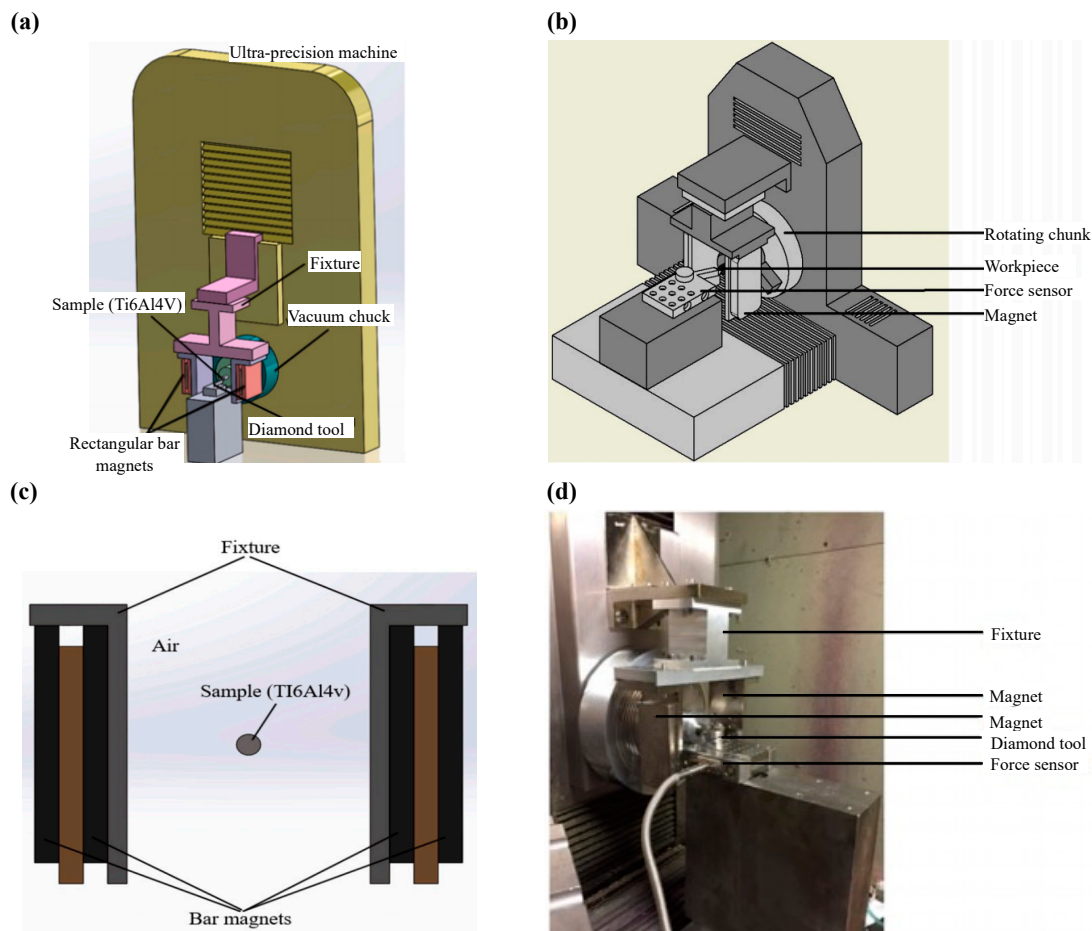 (a)
Ultra-precision machine
Fixture
Sample (Ti6Al4V)
Vacuum chuck
Diamond tool
Rectangular bar
magnets
(b)
Rotating chunk
Workpiece
Force sensor
Magnet
(c)
Fixture
Air
Sample (TI6Al4v)
Bar magnets
(d)
Fixture
Magnet
Magnet
Diamond tool
Force sensor